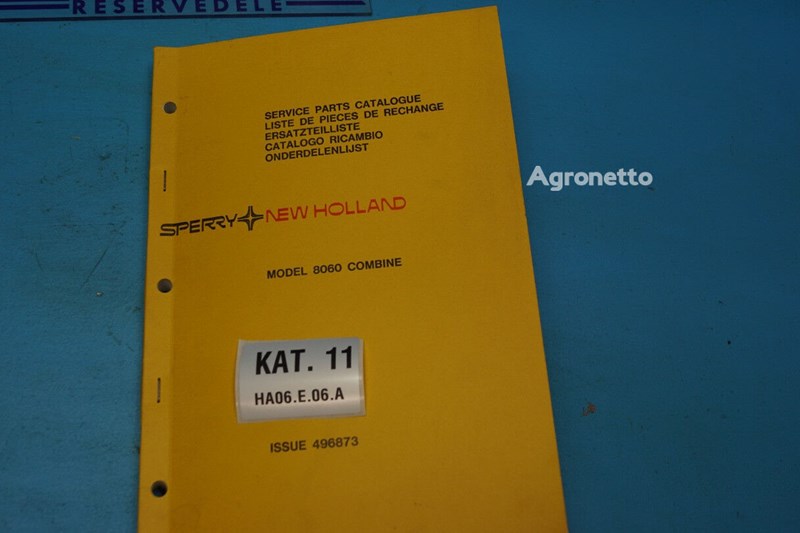 RESERVEDELE
SERVICE PARTS CATALOGUE
LISTE DE PIECES DE RECHANGE
ERSATZTEILLISTE
CATALOGO RICAMBIO
ONDERDELENLIJST
Agronetto
SPERRY NEW HOLLAND
MODEL 8060 COMBINE
KAT. 11
HA06.E.06.A
ISSUE 496873